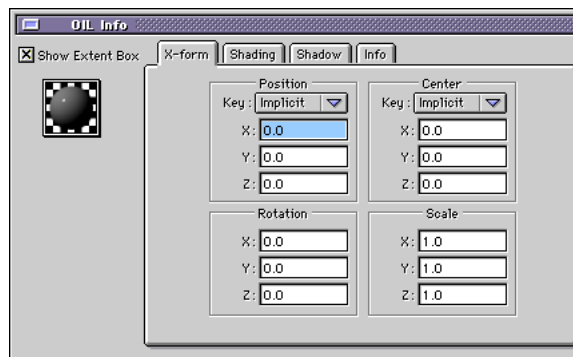 OIL Info
Show Extent Box
X-form Shading Shadow Info
Position
Key: Implicit
X: 0.0
Y: 0.0
Z: 0.0
Center
Key: Implicit
X: 0.0
Y: 0.0
Z: 0.0
Rotation
X: 0.0
Y: 0.0
Z: 0.0
Scale
X: 1.0
Y: 1.0
Z: 1.0